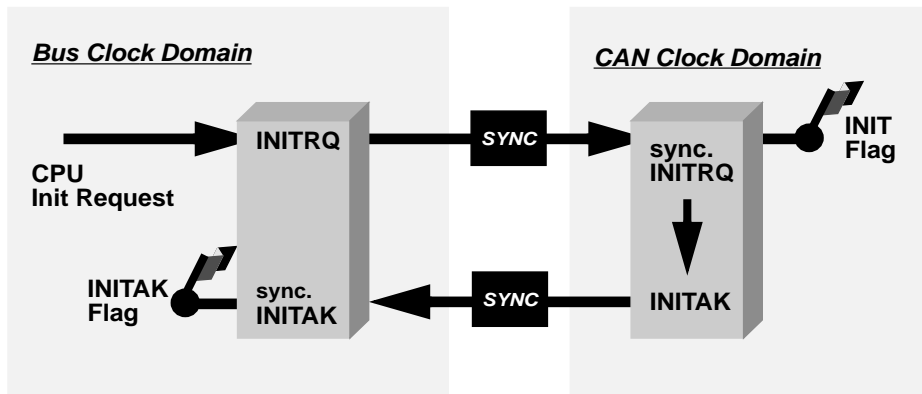 Bus Clock Domain
CAN Clock Domain
CPU
Init Request
INITRQ
SYNC
sync.
INITRQ
INIT
Flag
INITAK
Flag
sync.
INITAK
SYNC
INITAK